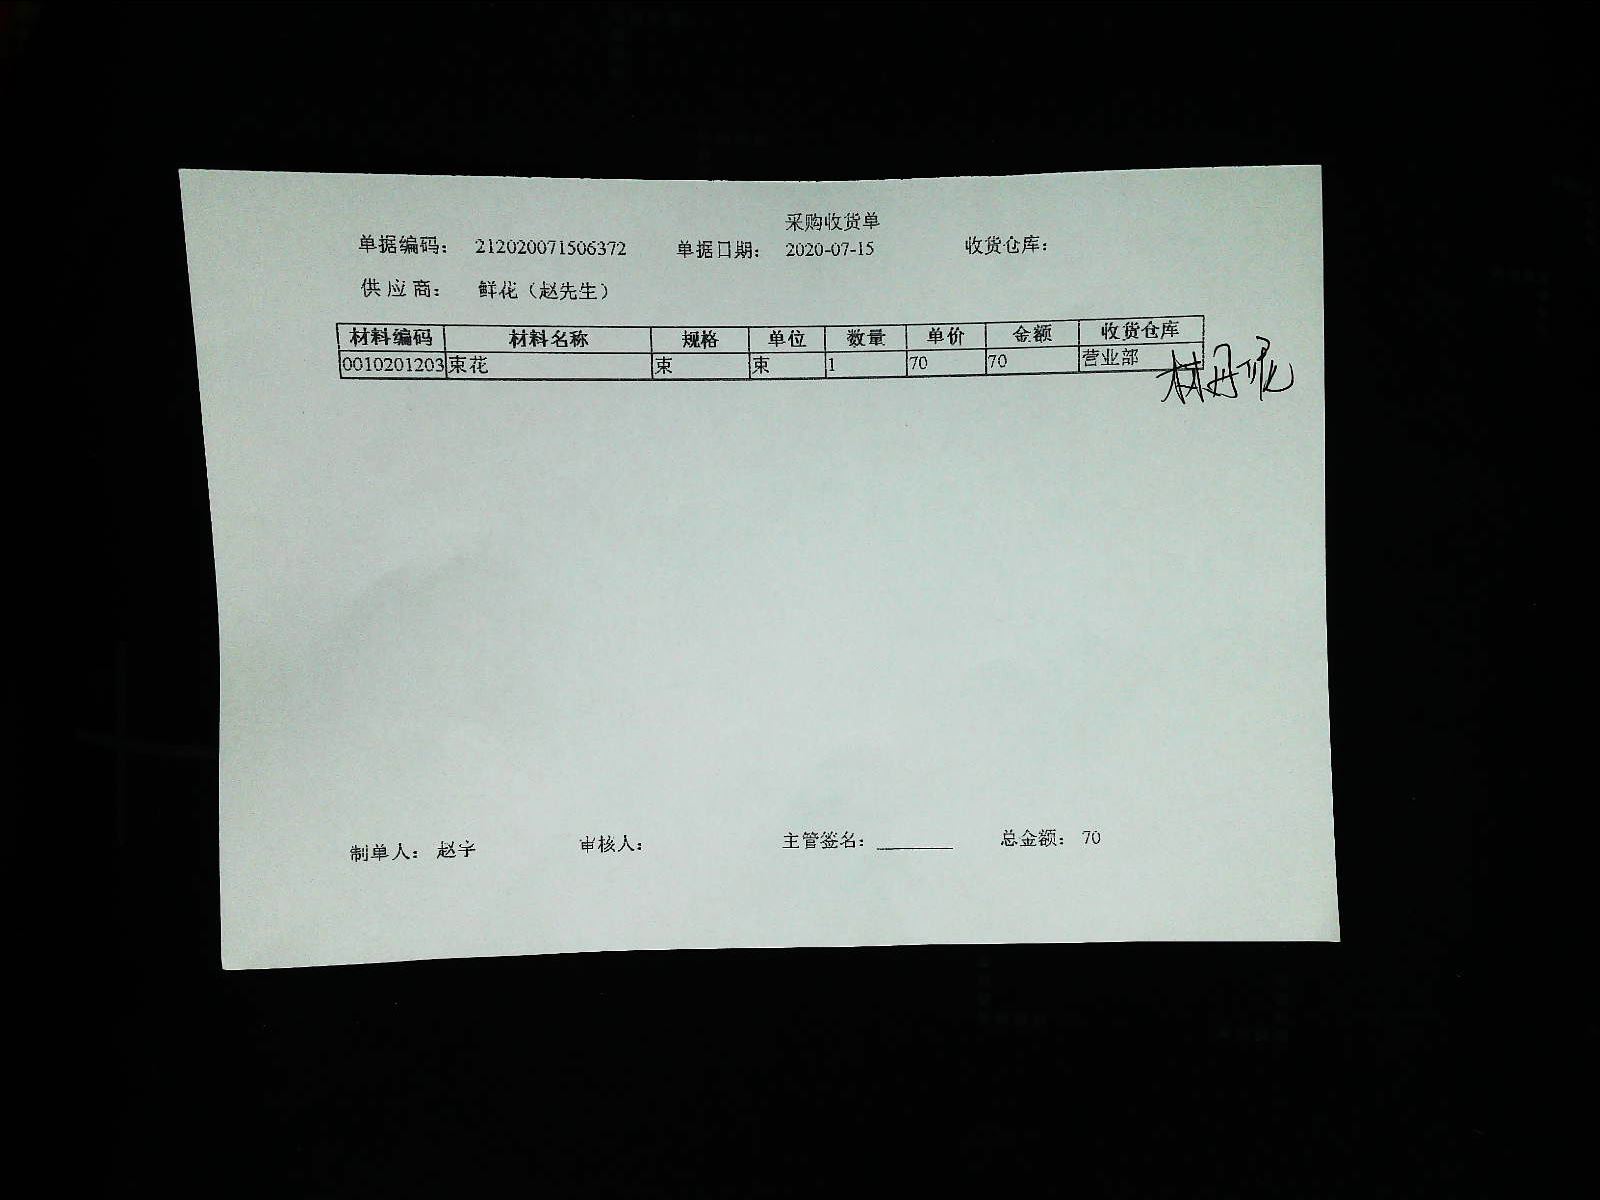 采购收货单
单据编码： 212020071506372 单据日期： 2020-07-15 收货仓库：
供 应 商： 鲜花（赵先生）
材料编码 材料名称 规格 单位 数量 单价 金额 收货仓库
0010201203 束花 束 束 1 70 70 营业部
制单人： 赵宇 审核人： 主管签名：________ 总金额： 70